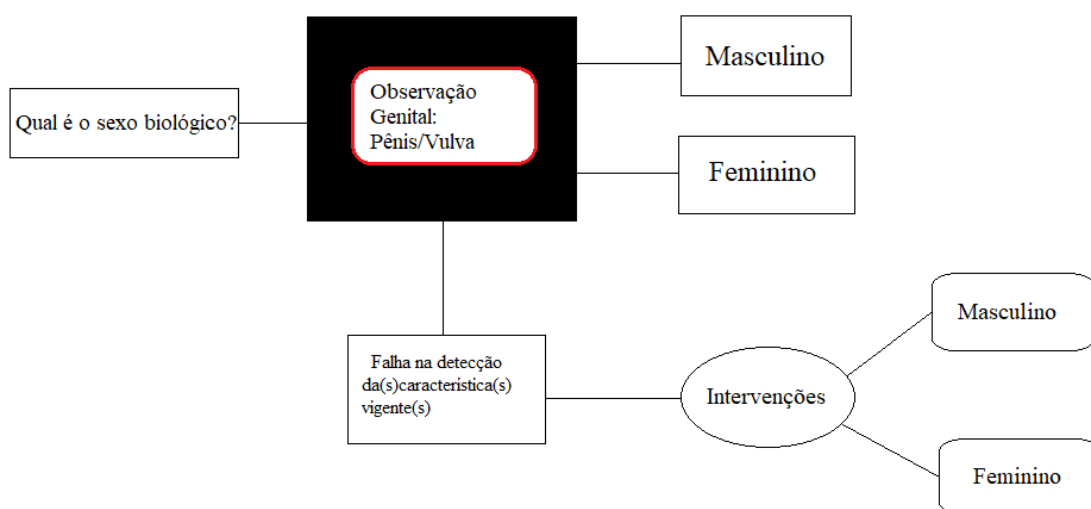 Qual é o sexo biológico?
Observação
Genital:
Pênis/Vulva
Masculino
Feminino
Falha na detecção
da(s)caracteristica(s)
vigente(s)
Intervenções
Masculino
Feminino